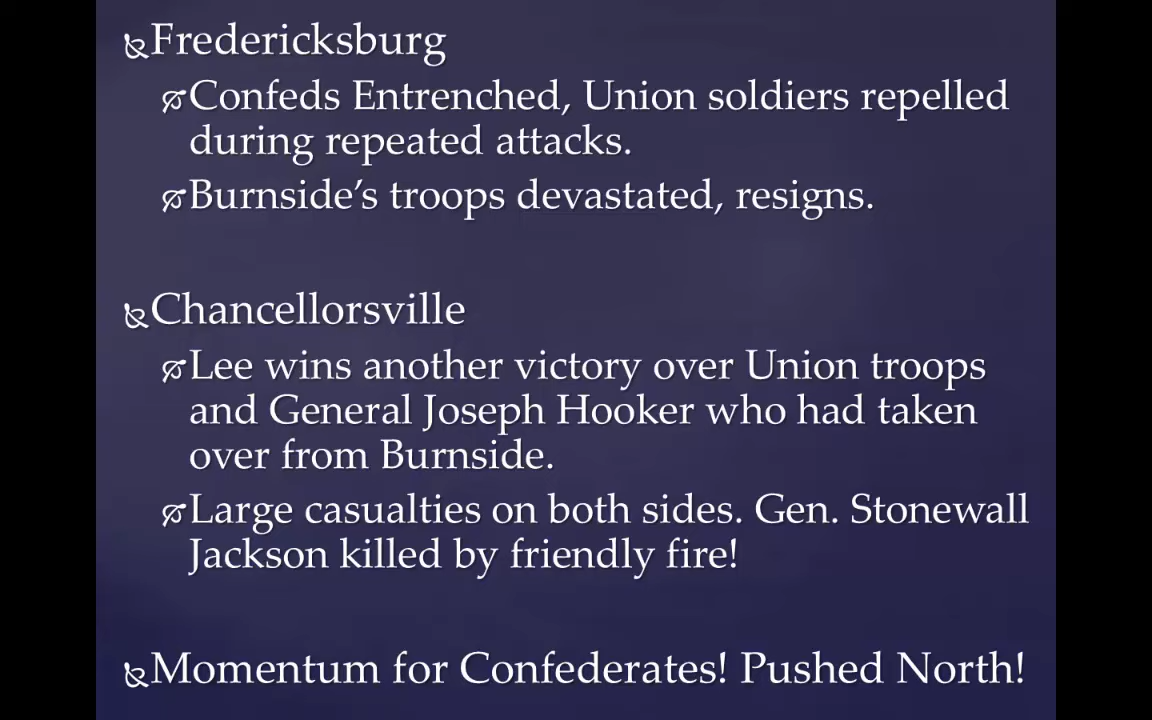 Fredericksburg
Confeds Entrenched, Union soldiers repelled
during repeated attacks.
Burnside’s troops devastated, resigns.
Chancellorsville
Lee wins another victory over Union troops
and General Joseph Hooker who had taken
over from Burnside.
Large casualties on both sides. Gen. Stonewall
Jackson killed by friendly fire!
Momentum for Confederates! Pushed North!